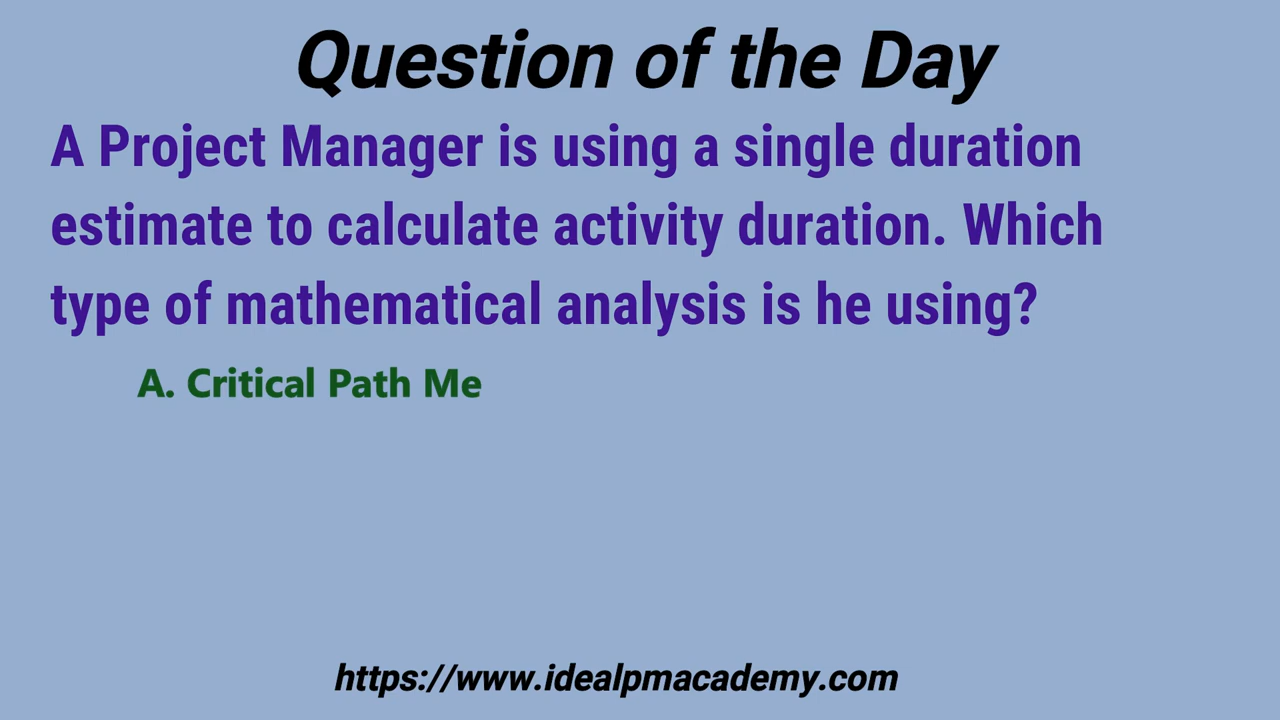 Question of the Day
A Project Manager is using a single duration
estimate to calculate activity duration. Which
type of mathematical analysis is he using?
A. Critical Path Me
https://www.idealpmacademy.com